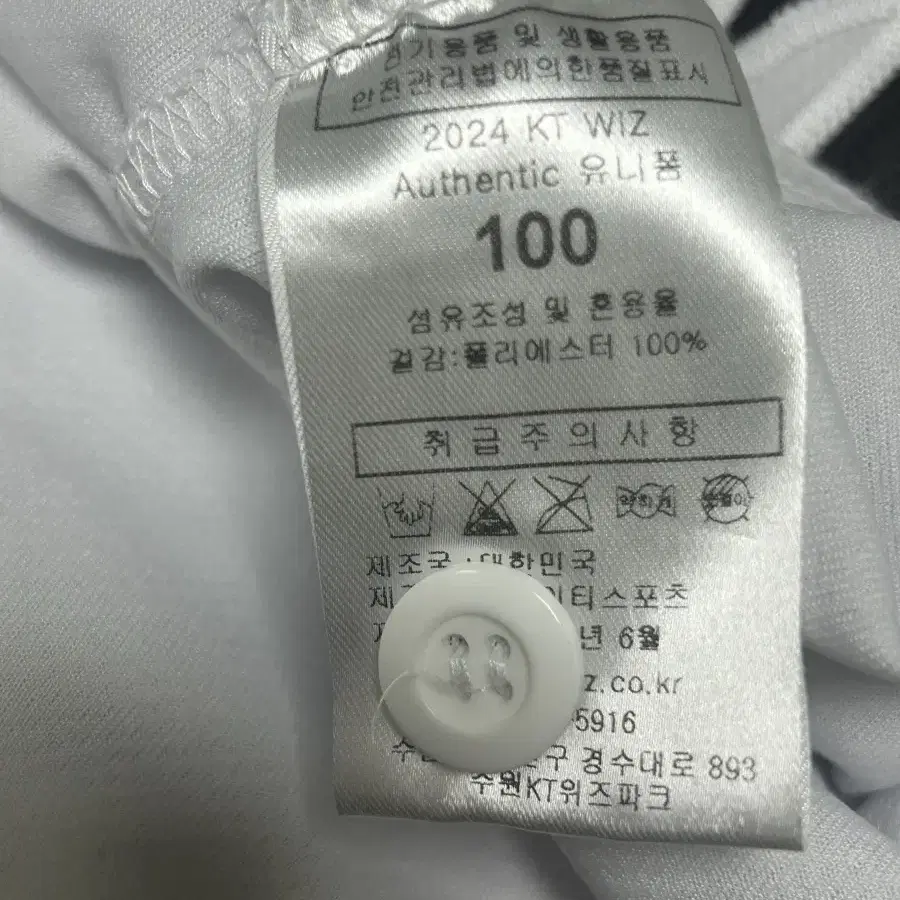 전기용품 및 생활용품
안전관리법에의한품질표시
2024 KT WIZ
Authentic 유니폼
100
섬유조성 및 혼용율
겉감:폴리에스터 100%
취급주의사항
약하게
제조국 : 대한민국
티스포츠
년 6월
z.co.kr
5916
경수대로 893
수원KT위즈파크